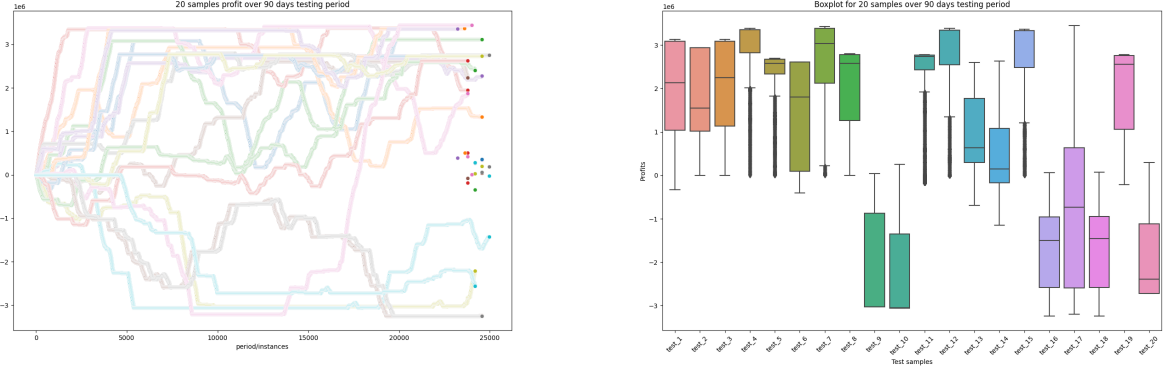 20 samples profit over 90 days testing period
1e6
3
2
1
0
−1
−2
−3
0
5000
10000
15000
20000
25000
period/instances
Boxplot for 20 samples over 90 days testing period
1e6
Profits
3
2
1
0
−1
−2
−3
test_1
test_2
test_3
test_4
test_5
test_6
test_7
test_8
test_9
test_10
test_11
test_12
test_13
test_14
test_15
test_16
test_17
test_18
test_19
test_20
Test samples